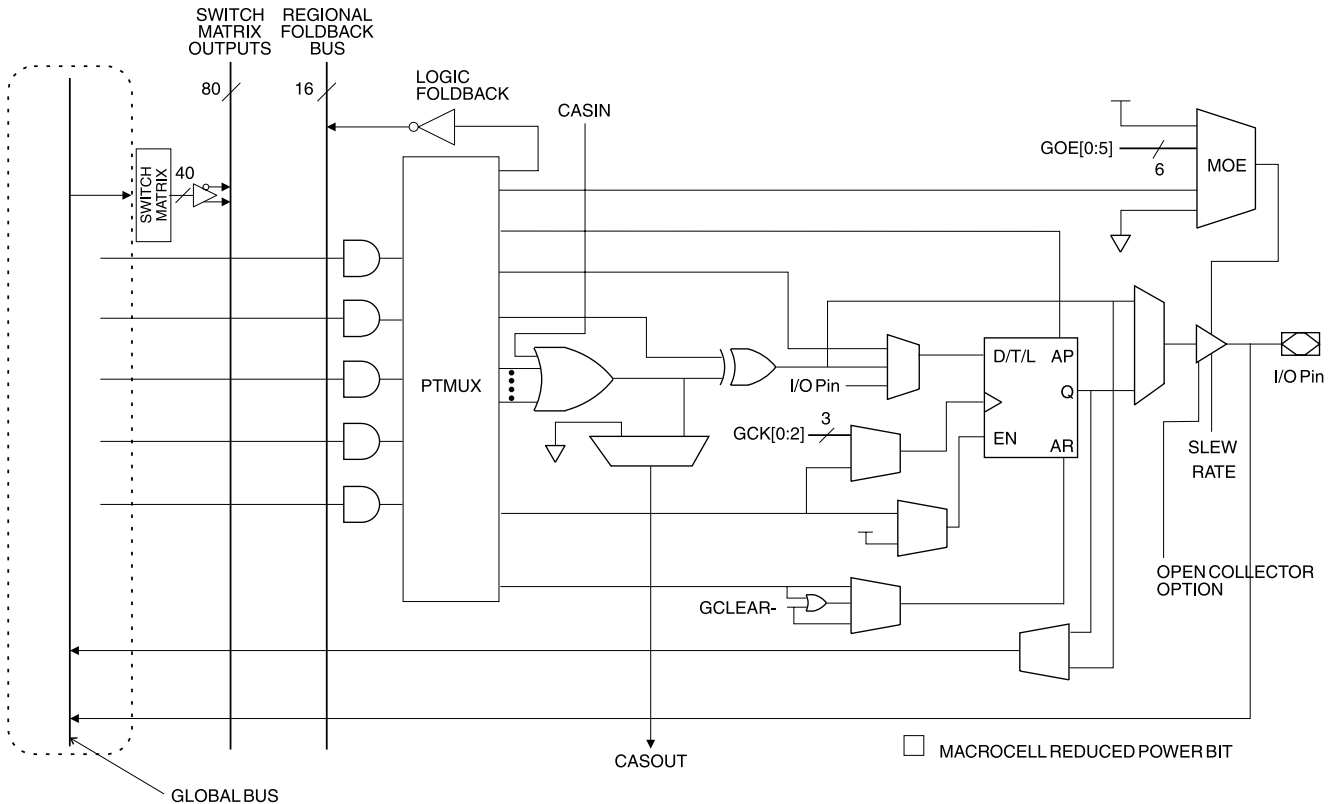 SWITCH
MATRIX
OUTPUTS
REGIONAL
FOLDBACK
BUS
80
16
LOGIC
FOLDBACK
CASIN
GOE[0:5]
6
MOE
SWITCH
MATRIX
40
PTMUX
D/T/L
AP
Q
EN
AR
I/O Pin
I/O Pin
GCK[0:2]
3
SLEW
RATE
OPEN COLLECTOR
OPTION
GCLEAR-
CASOUT
MACROCELL REDUCED POWER BIT
GLOBAL BUS